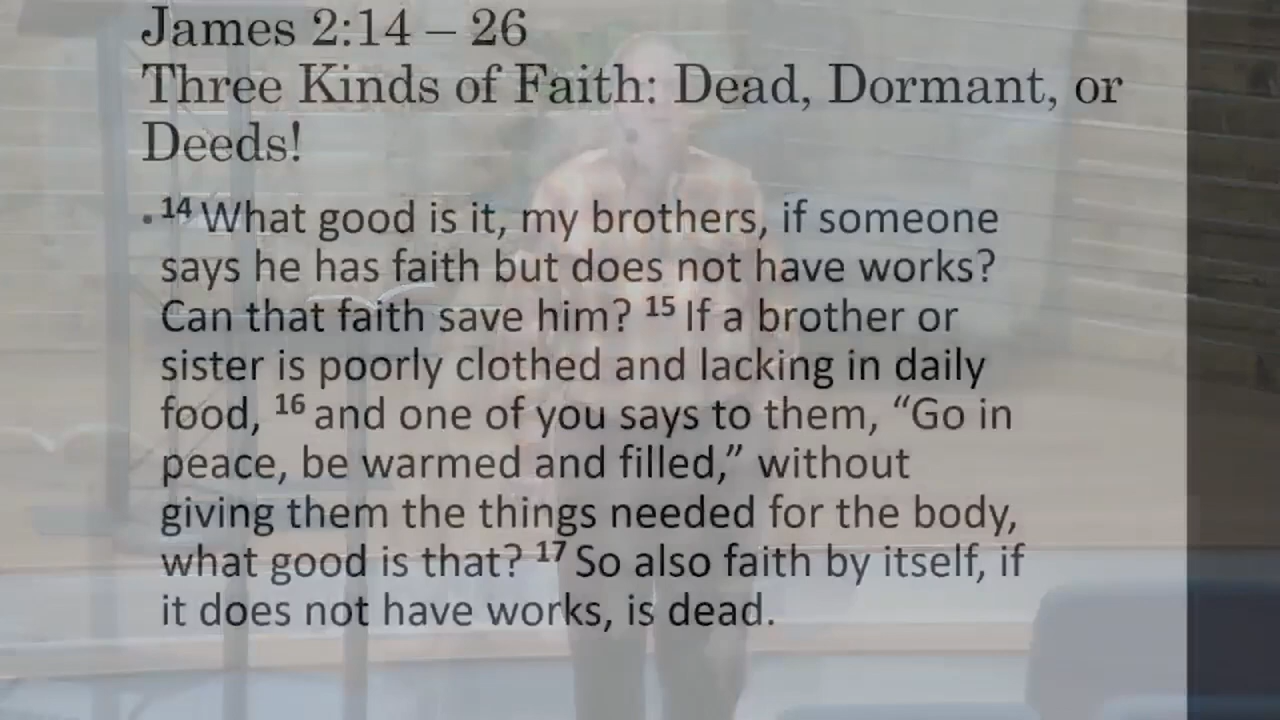 James 2:14 – 26
Three Kinds of Faith: Dead, Dormant, or
Deeds!
• 14 What good is it, my brothers, if someone
says he has faith but does not have works?
Can that faith save him? 15 If a brother or
sister is poorly clothed and lacking in daily
food, 16 and one of you says to them, “Go in
peace, be warmed and filled,” without
giving them the things needed for the body,
what good is that? 17 So also faith by itself, if
it does not have works, is dead.